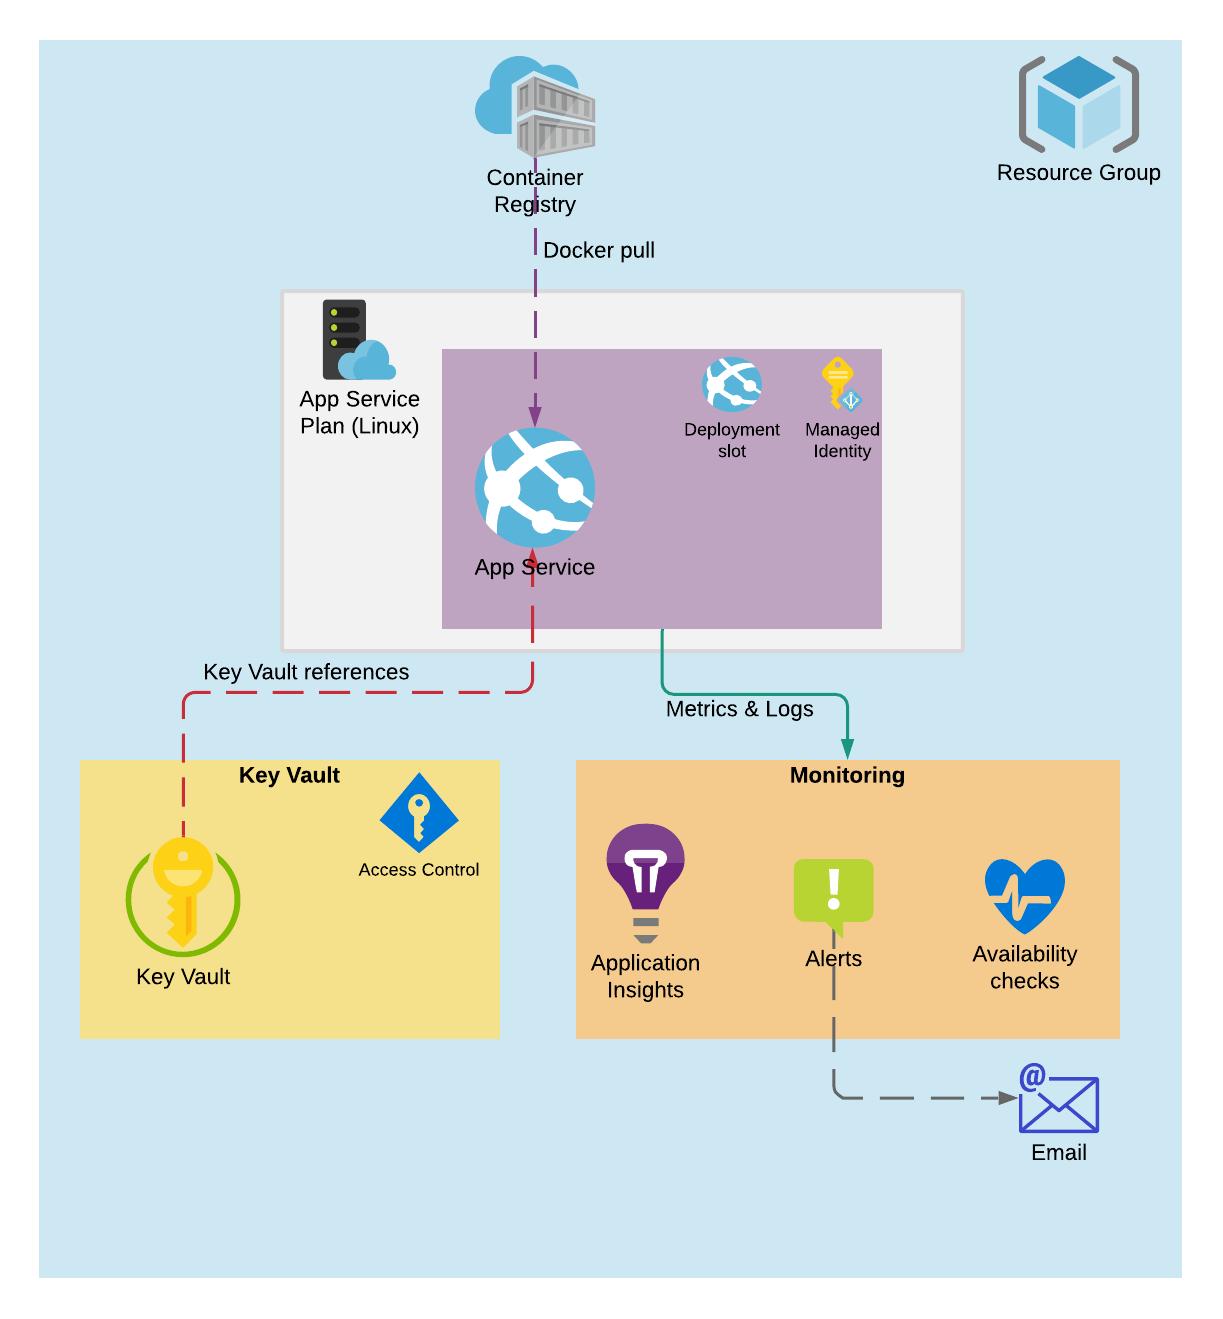 Container
Registry
Resource Group
Docker pull
App Service
Plan (Linux)
Deployment
slot
Managed
Identity
App Service
Key Vault references
Metrics & Logs
Key Vault
Access Control
Key Vault
Monitoring
Application
Insights
Alerts
Availability
checks
@
Email